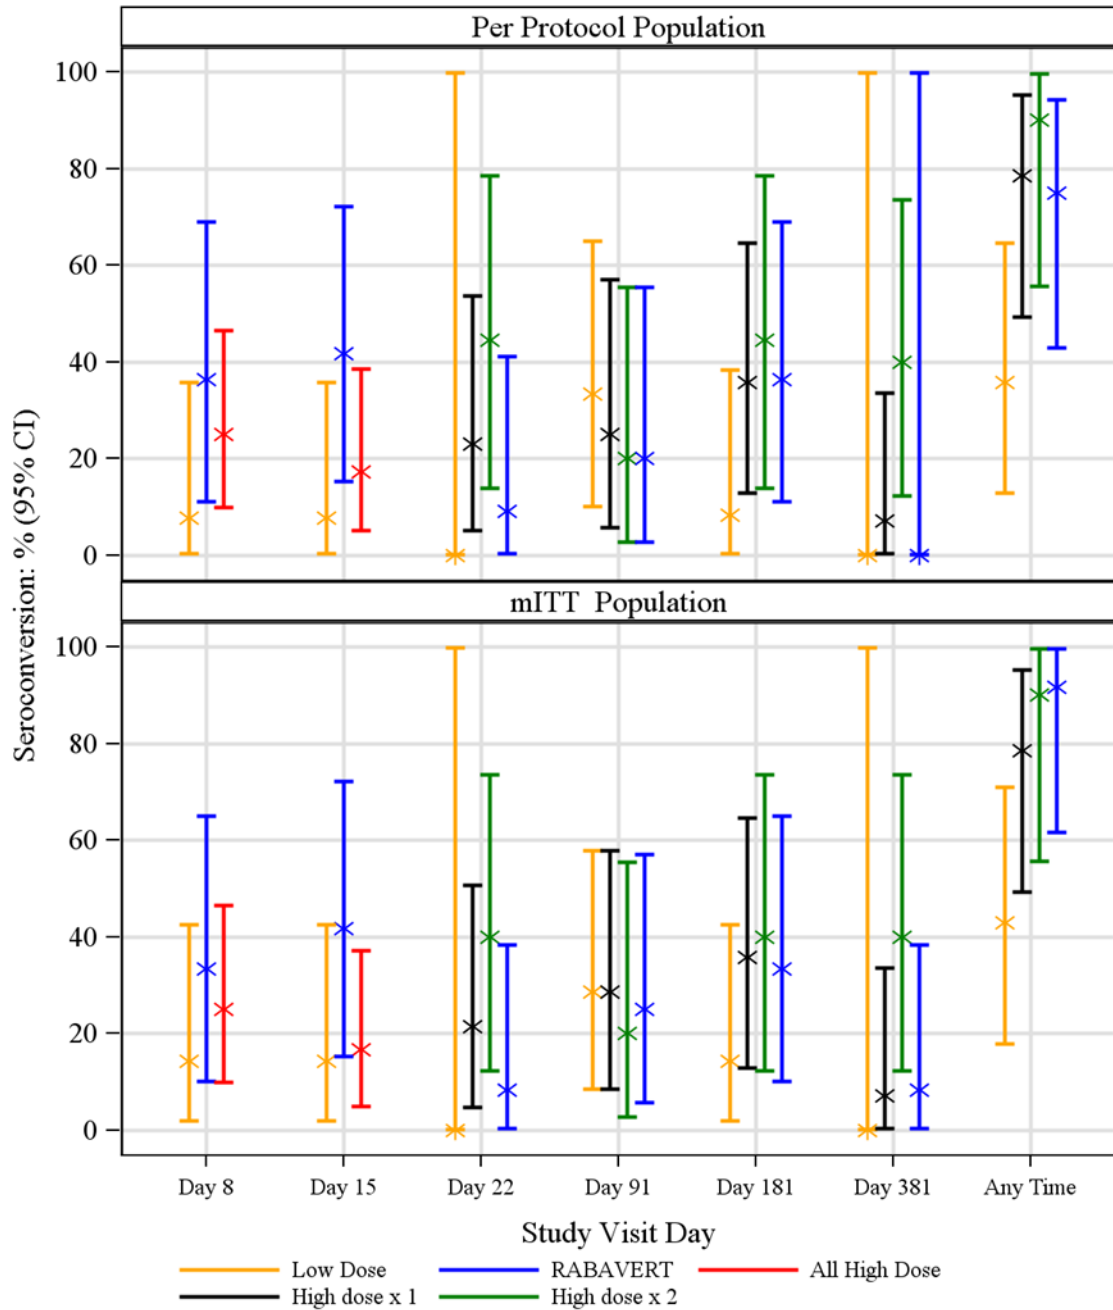 Per Protocol Population
100
80
60
40
20
0
mITT Population
100
80
60
40
20
0
Seroconversion: % (95% CI)
Day 8 Day 15 Day 22 Day 91 Day 181 Day 381 Any Time
Study Visit Day
Low Dose RABAVERT All High Dose
High dose x 1 High dose x 2